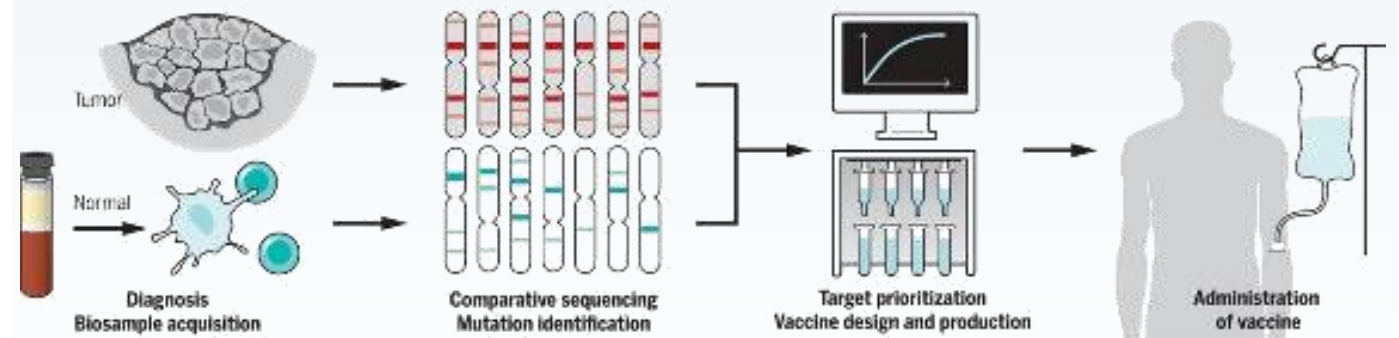 Tumor
Normal
Diagnosis
Biosample acquisition
Comparative sequencing
Mutation identification
Target prioritization
Vaccine design and production
Administration
of vaccine